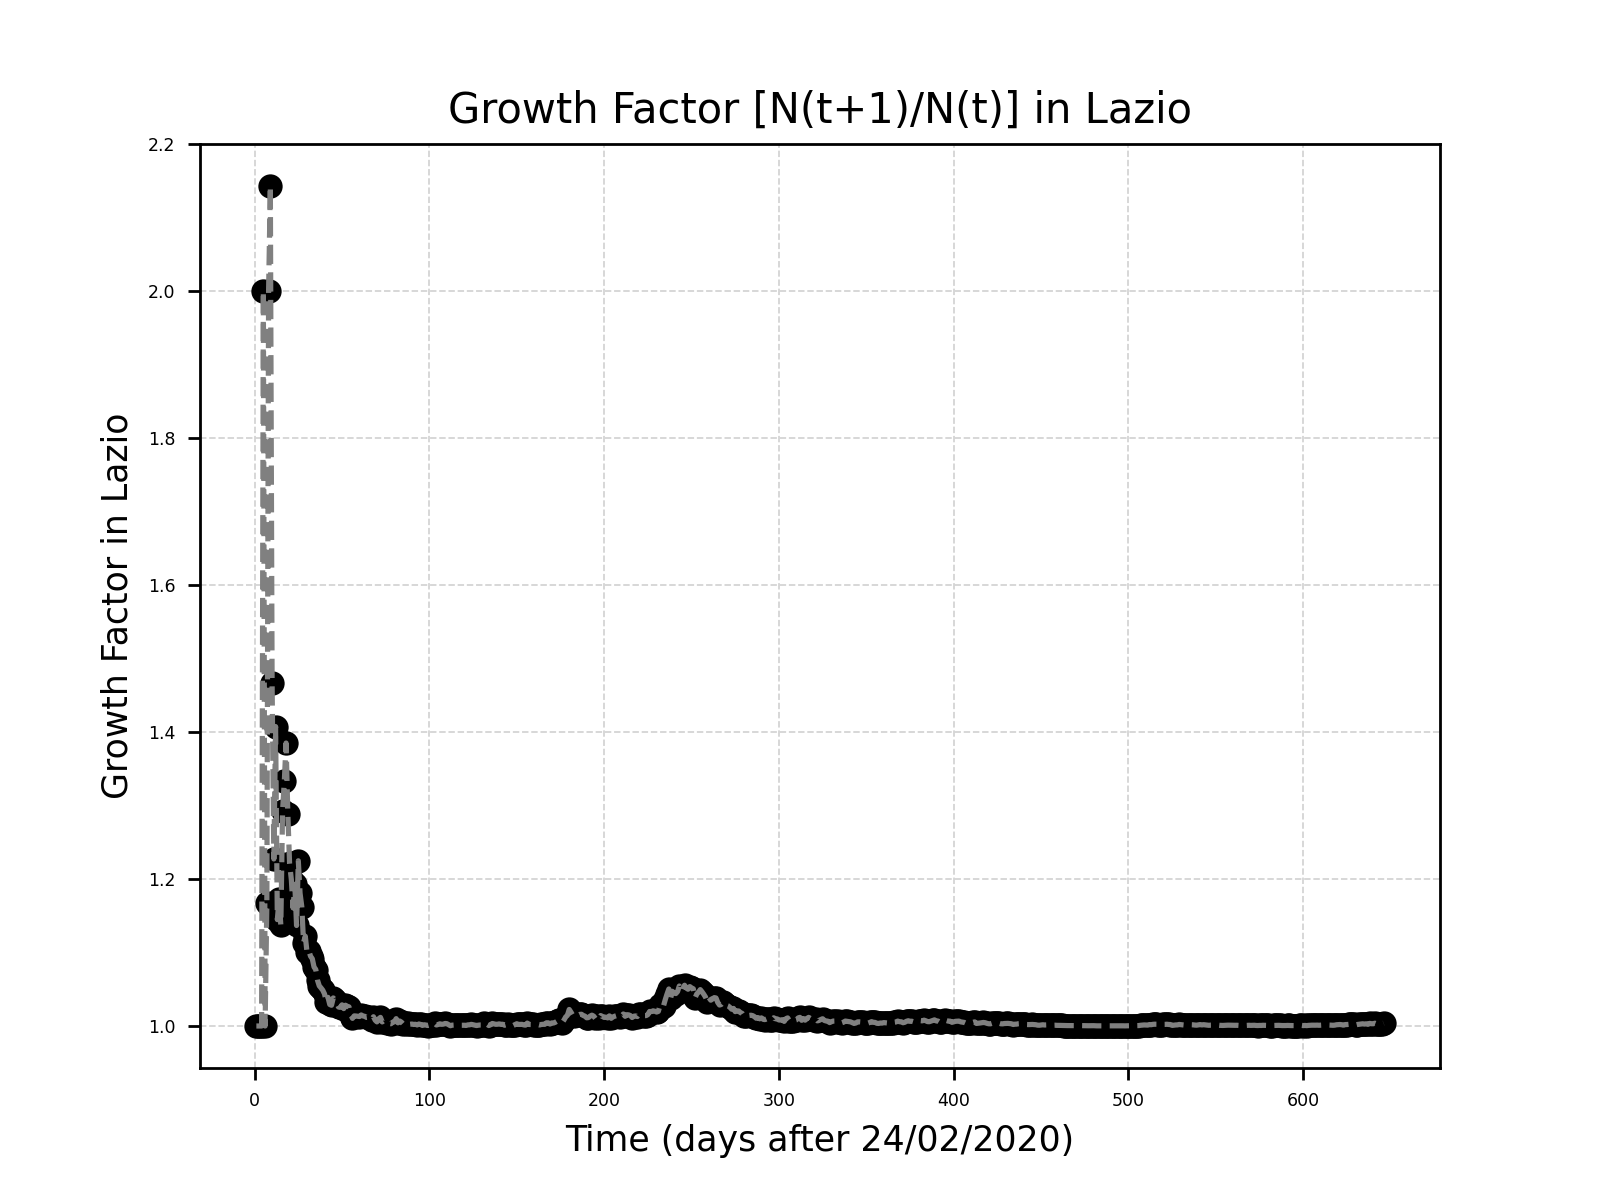 Growth Factor [N(t+1)/N(t)] in Lazio
Growth Factor in Lazio
2.2
2.0
1.8
1.6
1.4
1.2
1.0
0 100 200 300 400 500 600
Time (days after 24/02/2020)